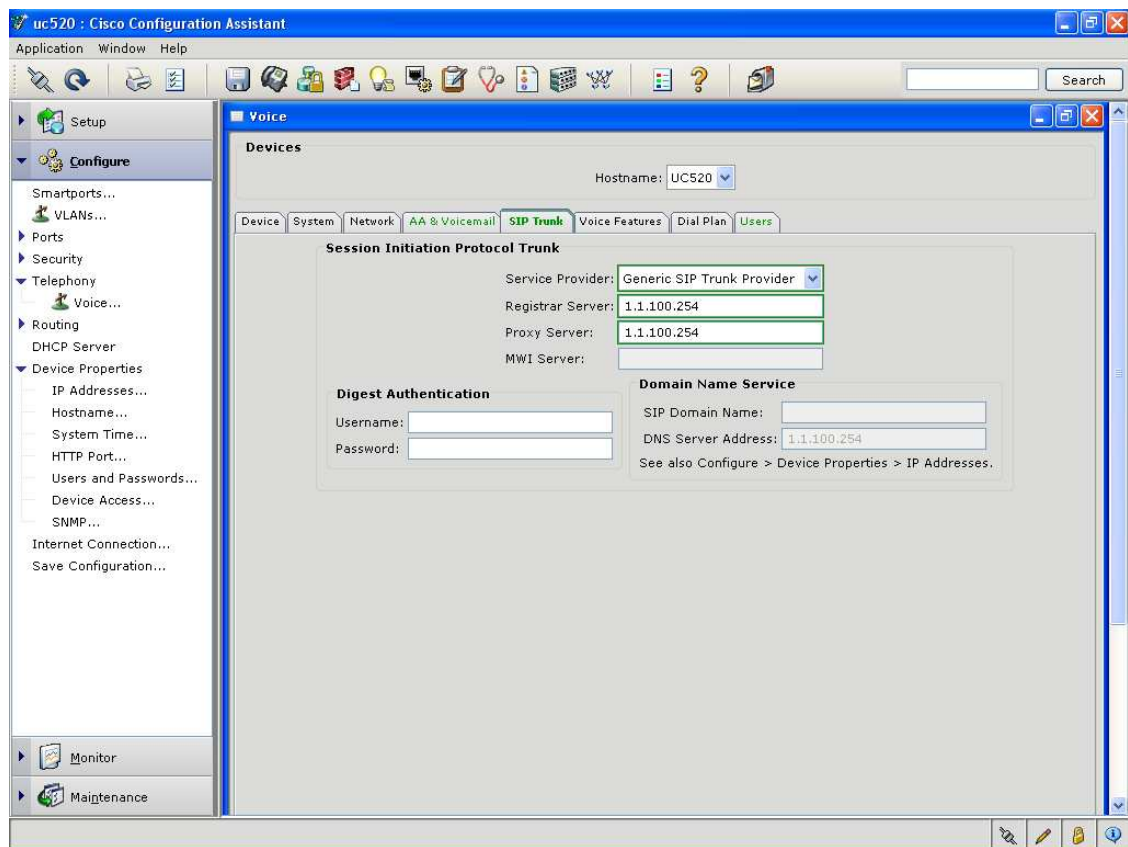 uc520 : Cisco Configuration Assistant
Application Window Help
Search
Setup
Configure
Smartports...
VLANs...
Ports
Security
Telephony
Voice...
Routing
DHCP Server
Device Properties
IP Addresses...
Hostname...
System Time...
HTTP Port...
Users and Passwords...
Device Access...
SNMP...
Internet Connection...
Save Configuration...
Monitor
Maintenance
Voice
Devices
Hostname: UC520
Device System Network AA & Voicemail SIP Trunk Voice Features Dial Plan Users
Session Initiation Protocol Trunk
Service Provider: Generic SIP Trunk Provider
Registrar Server: 1.1.100.254
Proxy Server: 1.1.100.254
MWI Server:
Digest Authentication
Username:
Password:
Domain Name Service
SIP Domain Name:
DNS Server Address: 1.1.100.254
See also Configure > Device Properties > IP Addresses.